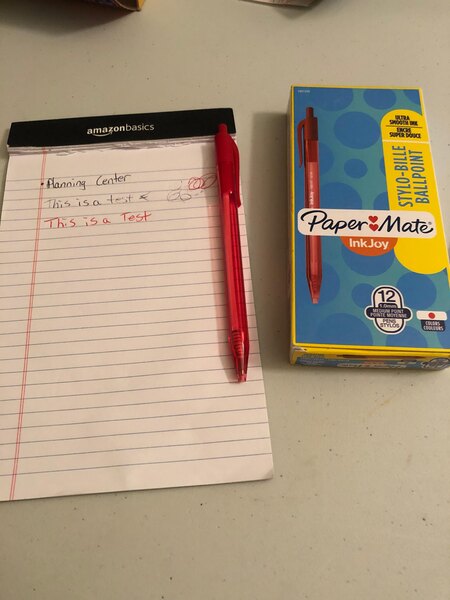 amazonbasics
• Planning Center
This is a test
This is a Test
ULTRA
SMOOTH INK
ENCRE
SUPER DOUCE
STYLO-BILLE
BALLPOINT
Paper Mate
InkJoy
12
1.0mm
MEDIUM POINT
POINTE MOYENNE
PENS
STYLOS
COLORS
COULEURS